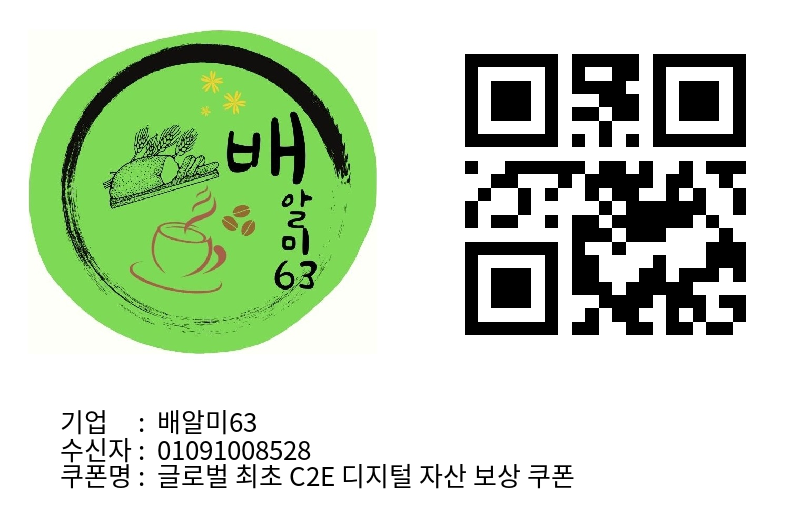 배
알
미
63
기업 : 배알미63
수신자 : 01091008528
쿠폰명 : 글로벌 최초 C2E 디지털 자산 보상 쿠폰